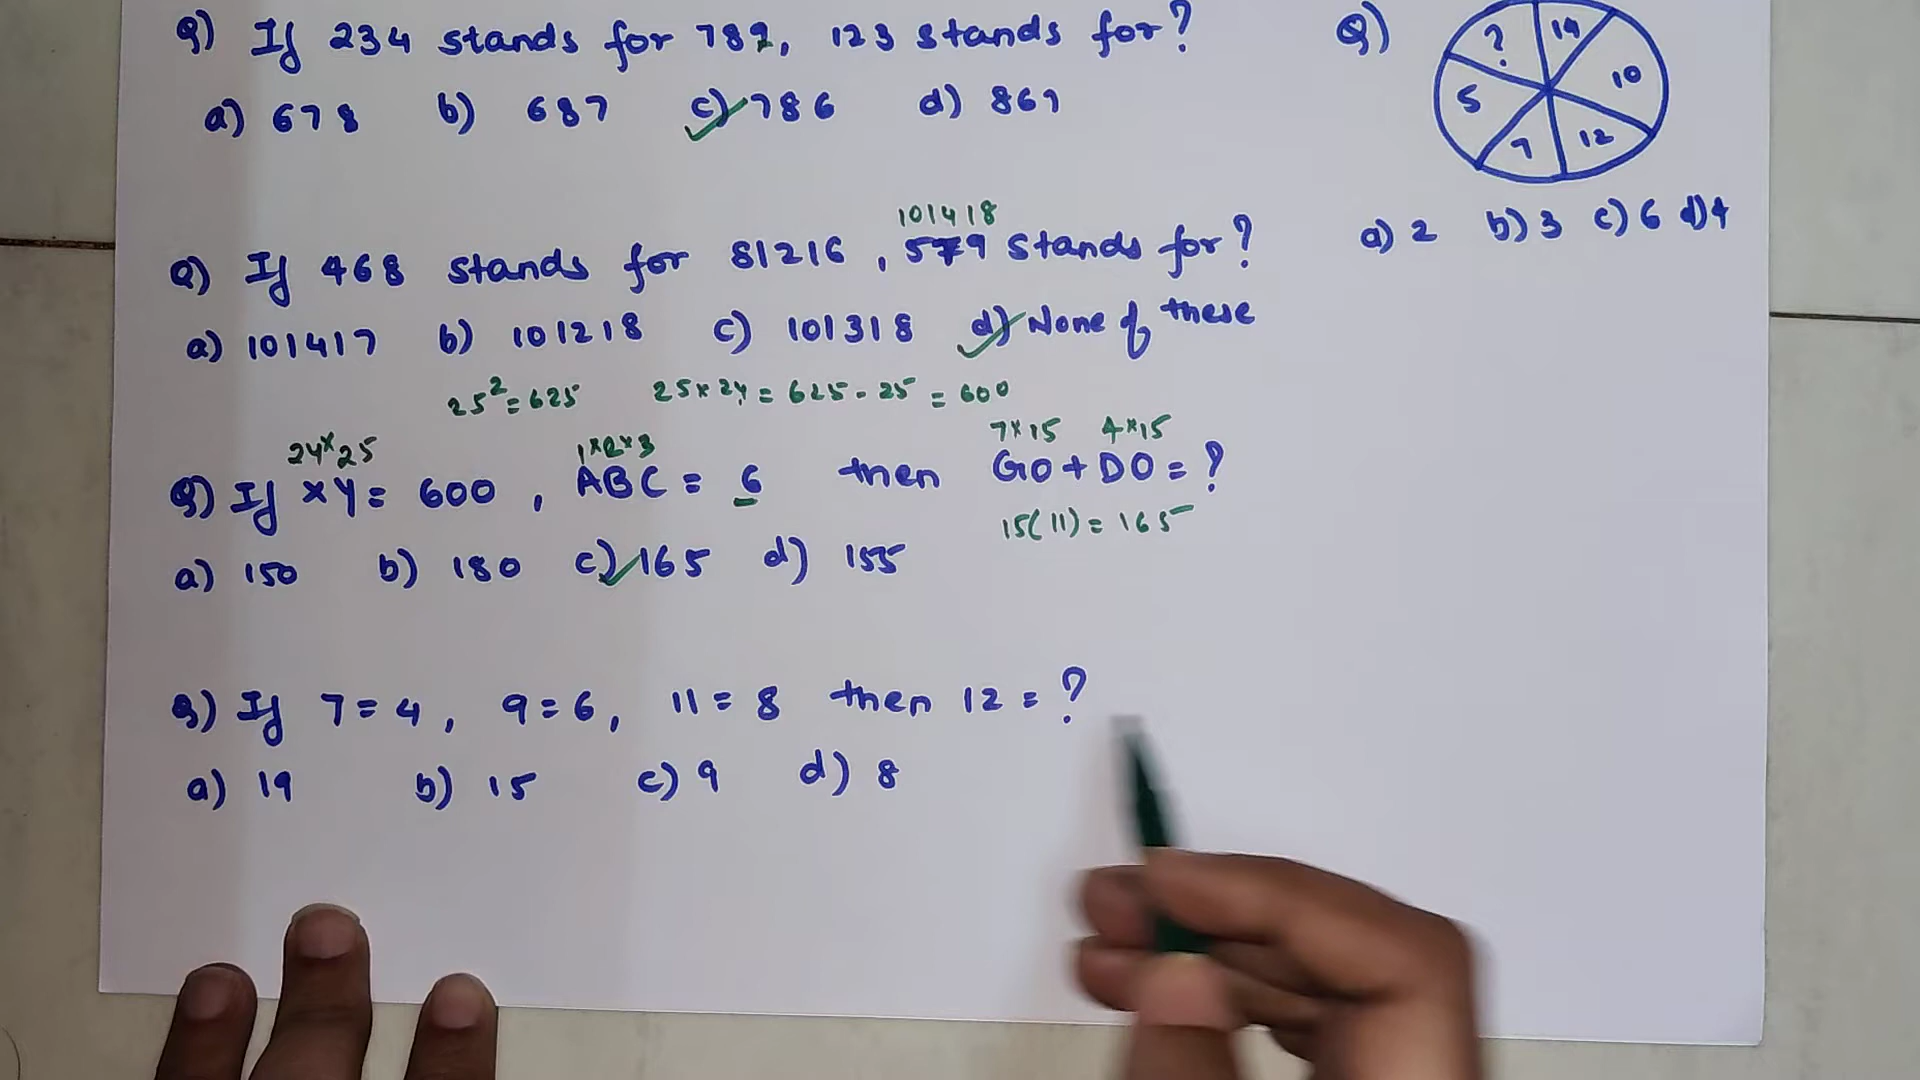 Q) If 234 stands for 789, 123 stands for?
a) 678 b) 687 c) 786 d) 869
101418
Q) If 468 stands for 81216, 579 stands for?
a) 101417 b) 101218 c) 101318 d) None of these
25² = 625 25×24 = 625 - 25 = 600
24×25 1×2×3 7×15 4×15
Q) If XY = 600, ABC = 6 then GO + DO = ?
15(11) = 165
a) 150 b) 180 c) 165 d) 155
Q) If 7 = 4, 9 = 6, 11 = 8 then 12 = ?
a) 19 b) 15 c) 9 d) 8
Q)
? 14
5 10
7 12
a) 2 b) 3 c) 6 d) 4